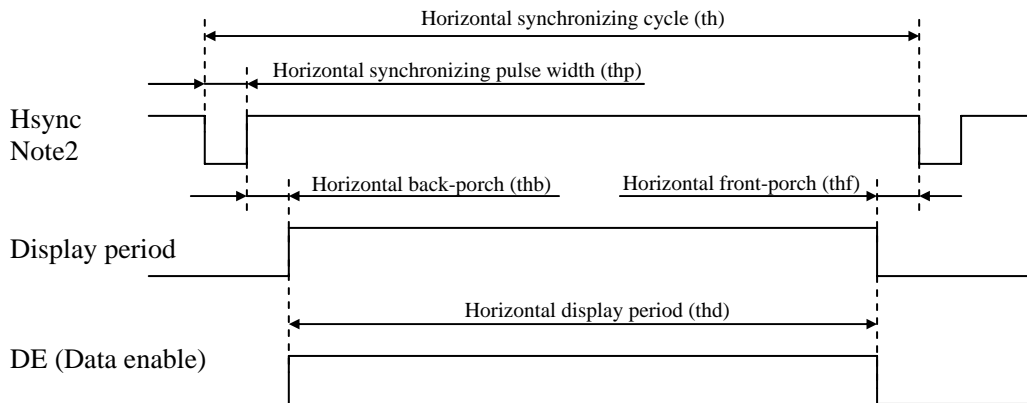 Horizontal synchronizing cycle (th)
Horizontal synchronizing pulse width (thp)
Hsync
Note2
Horizontal back-porch (thb)
Horizontal front-porch (thf)
Display period
Horizontal display period (thd)
DE (Data enable)